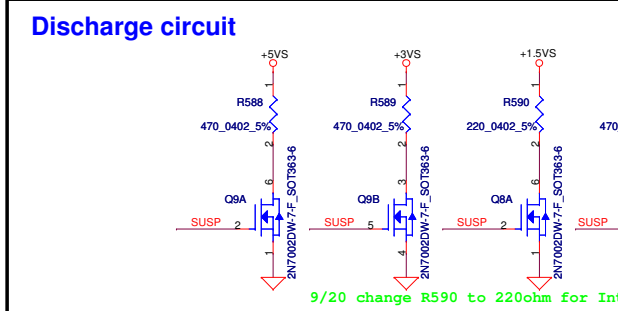 Discharge circuit
+5VS
+3VS
+1.5VS
1
1
1
R588
R589
R590
470_0402_5%
470_0402_5%
220_0402_5%
470
2
2
2
6
3
6
Q9A
Q9B
Q8A
2N7002DW-7-F_SOT363-6
2N7002DW-7-F_SOT363-6
2N7002DW-7-F_SOT363-6
SUSP
2
SUSP
5
SUSP
2
SUSP
1
4
1
9/20 change R590 to 220ohm for Int